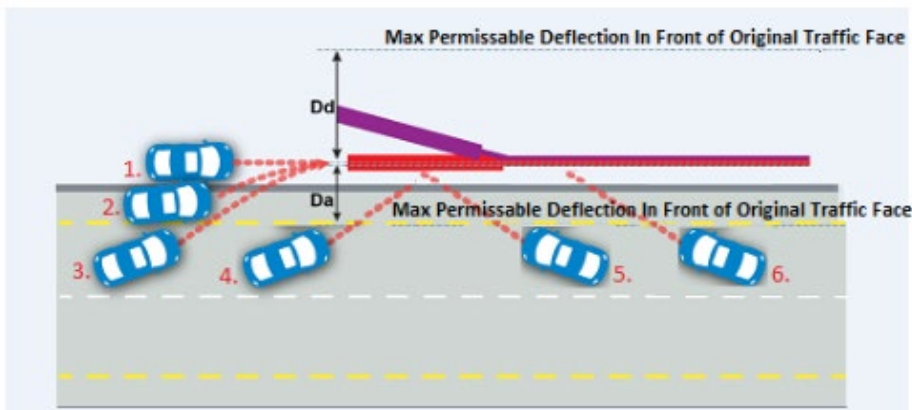 Max Permissable Deflection In Front of Original Traffic Face
Dd
1.
2.
Da
Max Permissable Deflection In Front of Original Traffic Face
3.
4.
5.
6.